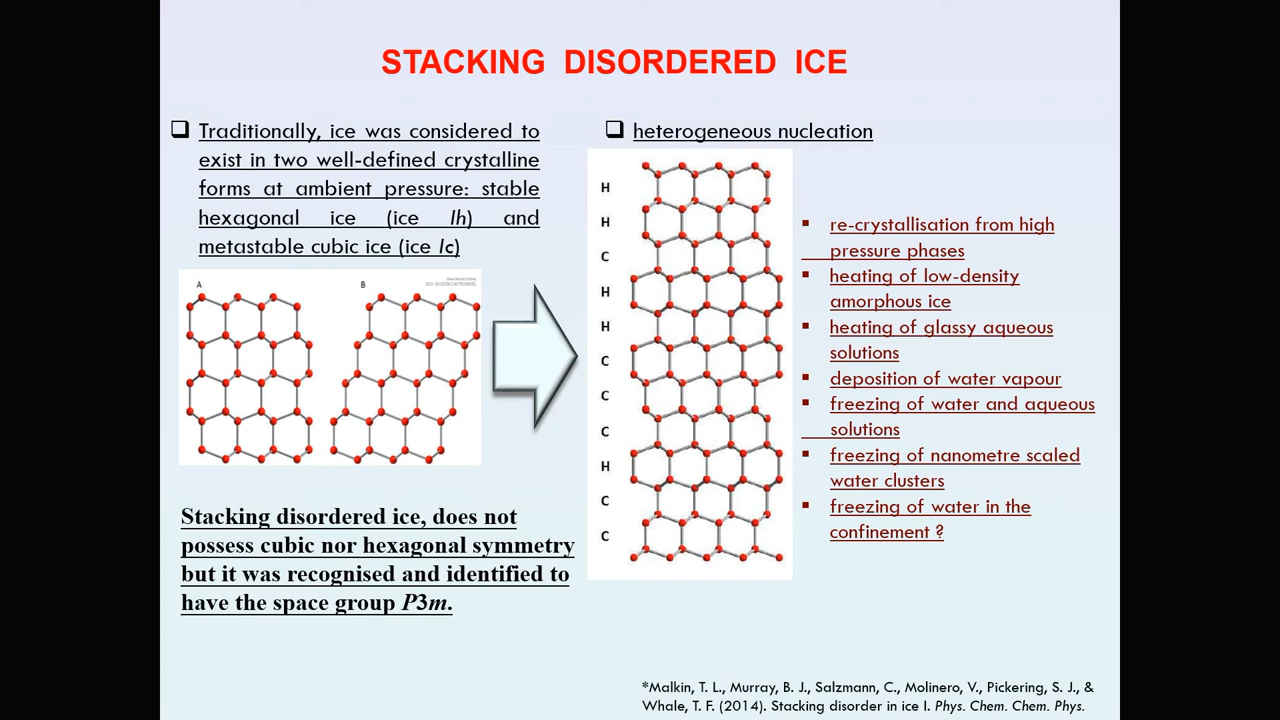 STACKING DISORDERED ICE
Traditionally, ice was considered to
exist in two well-defined crystalline
forms at ambient pressure: stable
hexagonal ice (ice Ih) and
metastable cubic ice (ice Ic)
A
B
View Article Online
Stacking disordered ice, does not
possess cubic nor hexagonal symmetry
but it was recognised and identified to
have the space group P3m.
heterogeneous nucleation
H
H
C
H
H
C
C
C
H
C
C
re-crystallisation from high
pressure phases
heating of low-density
amorphous ice
heating of glassy aqueous
solutions
deposition of water vapour
freezing of water and aqueous
solutions
freezing of nanometre scaled
water clusters
freezing of water in the
confinement ?
*Malkin, T. L., Murray, B. J., Salzmann, C., Molinero, V., Pickering, S. J., &
Whale, T. F. (2014). Stacking disorder in ice I. Phys. Chem. Chem. Phys.